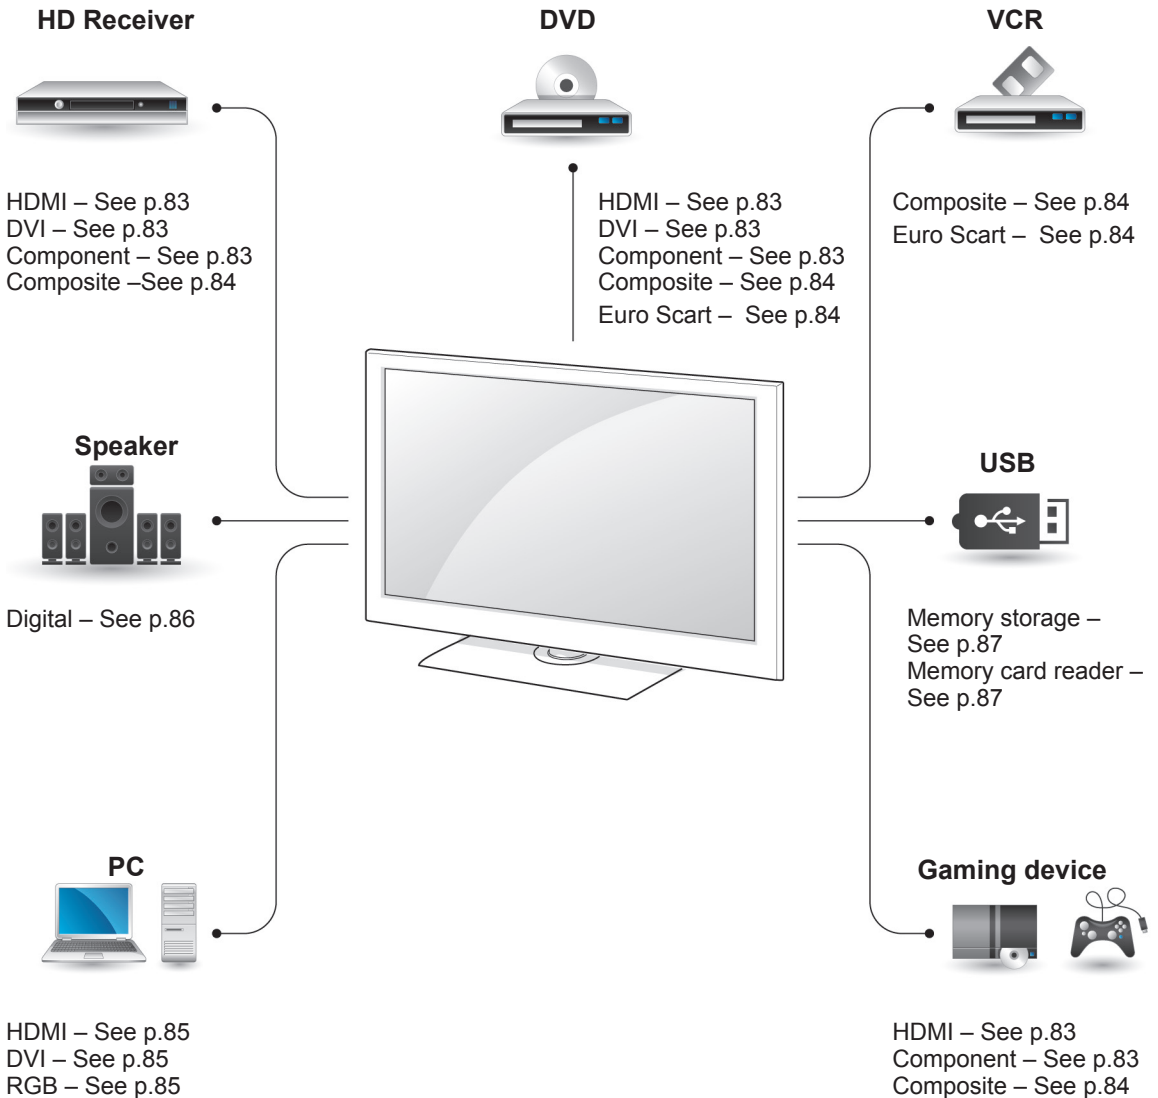 HD Receiver
HDMI – See p.83
DVI – See p.83
Component – See p.83
Composite –See p.84
DVD
HDMI – See p.83
DVI – See p.83
Component – See p.83
Composite – See p.84
Euro Scart –  See p.84
VCR
Composite – See p.84
Euro Scart –  See p.84
Speaker
Digital – See p.86
USB
Memory storage –
See p.87
Memory card reader –
See p.87
PC
HDMI – See p.85
DVI – See p.85
RGB – See p.85
Gaming device
HDMI – See p.83
Component – See p.83
Composite – See p.84